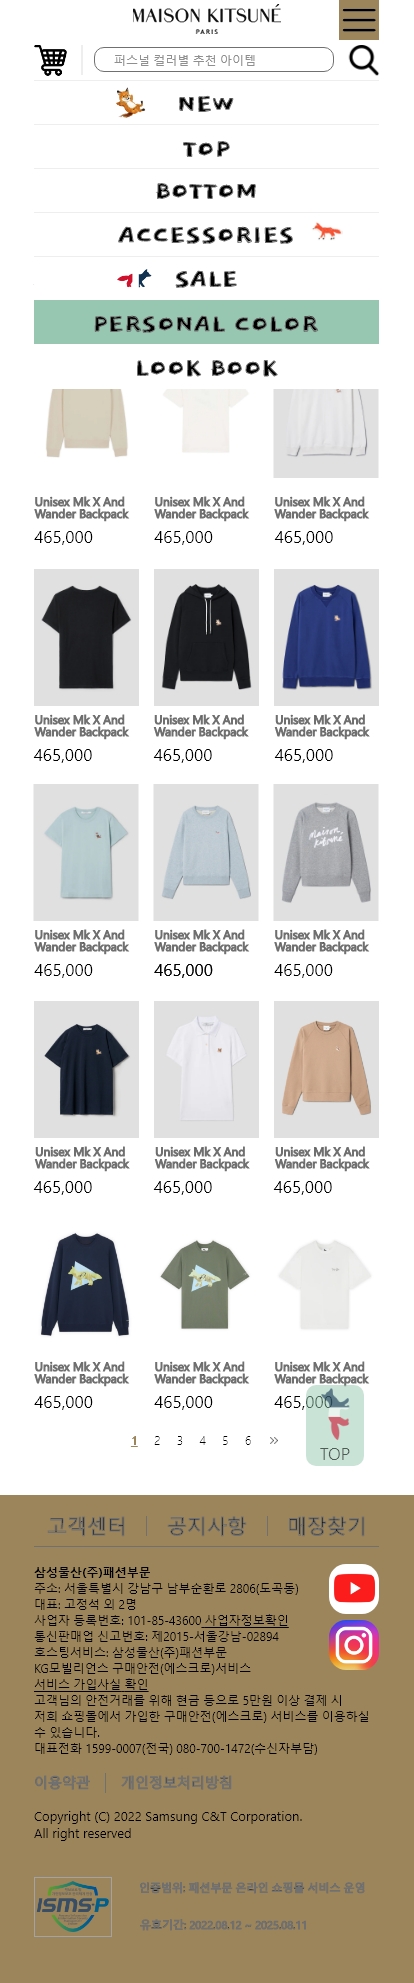 MAISON KITSUNÉ
PARIS
퍼스널 컬러별 추천 아이템
NEW
TOP
BOTTOM
ACCESSORIES
SALE
PERSONAL COLOR
LOOK BOOK
Unisex Mk X And Wander Backpack
465,000
Unisex Mk X And Wander Backpack
465,000
Unisex Mk X And Wander Backpack
465,000
Unisex Mk X And Wander Backpack
465,000
Unisex Mk X And Wander Backpack
465,000
Unisex Mk X And Wander Backpack
465,000
Maison Kitsuné
Unisex Mk X And Wander Backpack
465,000
Unisex Mk X And Wander Backpack
465,000
Unisex Mk X And Wander Backpack
465,000
Unisex Mk X And Wander Backpack
465,000
Unisex Mk X And Wander Backpack
465,000
Unisex Mk X And Wander Backpack
465,000
Unisex Mk X And Wander Backpack
465,000
Unisex Mk X And Wander Backpack
465,000
Unisex Mk X And Wander Backpack
465,000
1 2 3 4 5 6 »
TOP
고객센터 공지사항 매장찾기
삼성물산(주)패션부문
주소: 서울특별시 강남구 남부순환로 2806(도곡동)
대표: 고정석 외 2명
사업자 등록번호: 101-85-43600 사업자정보확인
통신판매업 신고번호: 제2015-서울강남-02894
호스팅서비스: 삼성물산(주)패션부문
KG모빌리언스 구매안전(에스크로)서비스
서비스 가입사실 확인
고객님의 안전거래를 위해 현금 등으로 5만원 이상 결제 시
저희 쇼핑몰에서 가입한 구매안전(에스크로) 서비스를 이용하실
수 있습니다.
대표전화 1599-0007(전국) 080-700-1472(수신자부담)
이용약관 개인정보처리방침
Copyright (C) 2022 Samsung C&T Corporation.
All right reserved
ISMS-P
인증범위: 패션부문 온라인 쇼핑몰 서비스 운영
유효기간: 2022.08.12 ~ 2025.08.11